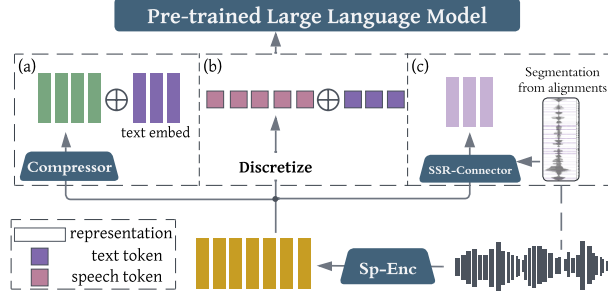 Pre-trained Large Language Model
(a)
(b)
(c)
Segmentation
from alignments
text embed
Compressor
Discretize
SSR-Connector
representation
text token
speech token
Sp-Enc